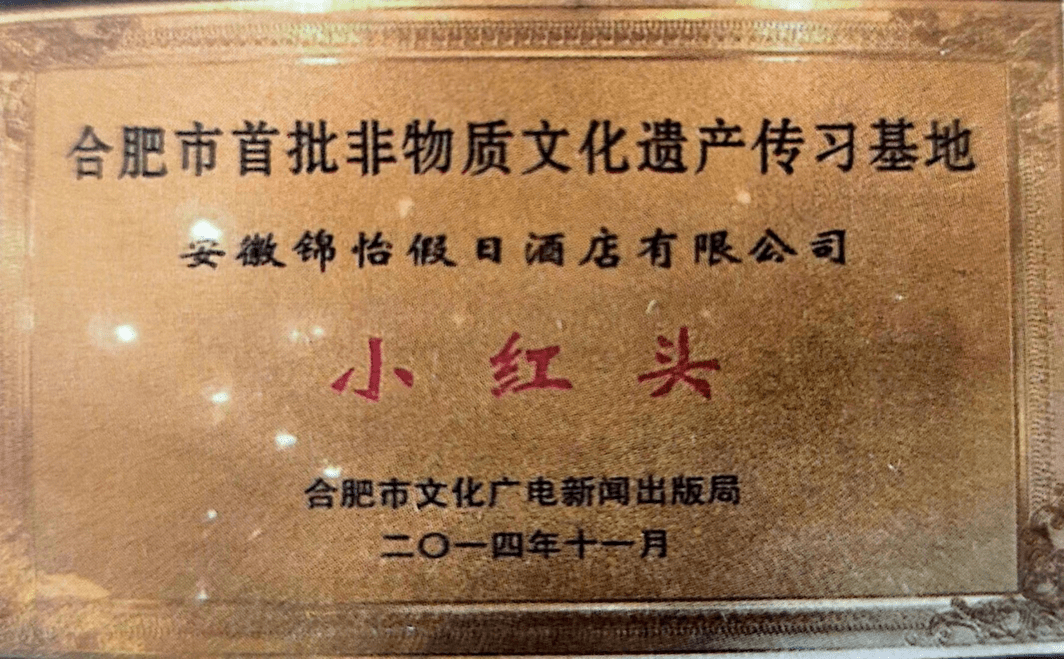 合肥市首批非物质文化遗产传习基地
安徽锦怡假日酒店有限公司
小红头
合肥市文化广电新闻出版局
二〇一四年十一月